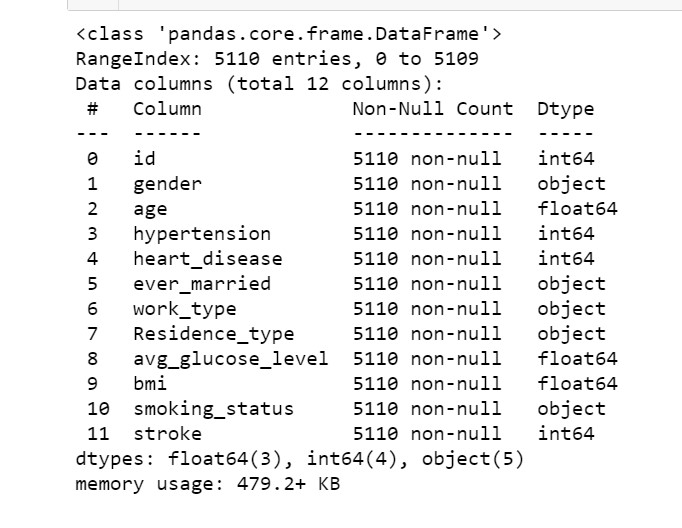 <class 'pandas.core.frame.DataFrame'>
RangeIndex: 5110 entries, 0 to 5109
Data columns (total 12 columns):
 #   Column             Non-Null Count  Dtype
---  ------             --------------  -----
 0   id                 5110 non-null   int64
 1   gender             5110 non-null   object
 2   age                5110 non-null   float64
 3   hypertension       5110 non-null   int64
 4   heart_disease      5110 non-null   int64
 5   ever_married       5110 non-null   object
 6   work_type          5110 non-null   object
 7   Residence_type     5110 non-null   object
 8   avg_glucose_level  5110 non-null   float64
 9   bmi                5110 non-null   float64
 10  smoking_status     5110 non-null   object
 11  stroke             5110 non-null   int64
dtypes: float64(3), int64(4), object(5)
memory usage: 479.2+ KB